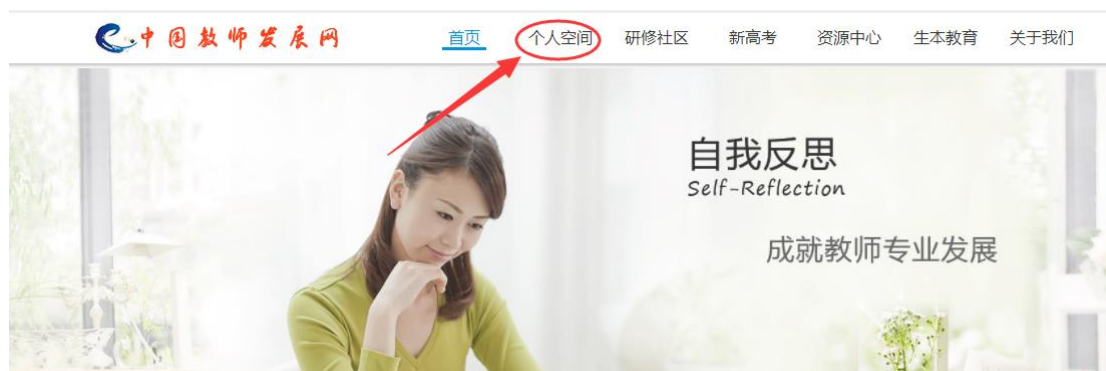 中国教师发展网
首页 个人空间 研修社区 新高考 资源中心 生本教育 关于我们
自我反思
Self-Reflection
成就教师专业发展